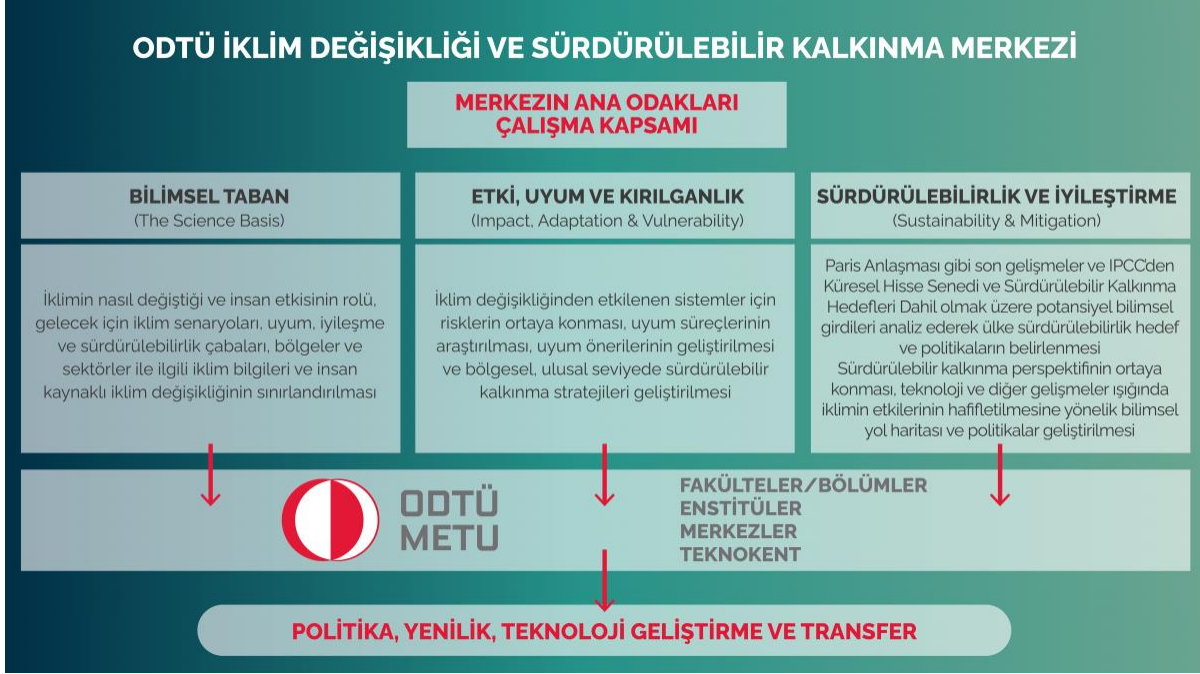 ODTÜ İKLİM DEĞİŞİKLİĞİ VE SÜRDÜRÜLEBİLİR KALKINMA MERKEZİ
MERKEZIN ANA ODAKLARI
ÇALIŞMA KAPSAMI
BİLİMSEL TABAN
(The Science Basis)
İklimin nasıl değiştiği ve insan etkisinin rolü,
gelecek için iklim senaryoları, uyum, iyileşme
ve sürdürülebilirlik çabaları, bölgeler ve
sektörler ile ilgili iklim bilgileri ve insan
kaynaklı iklim değişikliğinin sınırlandırılması
ETKİ, UYUM VE KIRILGANLIK
(Impact, Adaptation & Vulnerability)
İklim değişikliğinden etkilenen sistemler için
risklerin ortaya konması, uyum süreçlerinin
araştırılması, uyum önerilerinin geliştirilmesi
ve bölgesel, ulusal seviyede sürdürülebilir
kalkınma stratejileri geliştirilmesi
SÜRDÜRÜLEBİLİRLİK VE İYİLEŞTİRME
(Sustainability & Mitigation)
Paris Anlaşması gibi son gelişmeler ve IPCC'den
Küresel Hisse Senedi ve Sürdürülebilir Kalkınma
Hedefleri Dahil olmak üzere potansiyel bilimsel
girdileri analiz ederek ülke sürdürülebilirlik hedef
ve politikaların belirlenmesi
Sürdürülebilir kalkınma perspektifinin ortaya
konması, teknoloji ve diğer gelişmeler ışığında
iklimin etkilerinin hafifletilmesine yönelik bilimsel
yol haritası ve politikalar geliştirilmesi
ODTÜ
METU
FAKÜLTELER/BÖLÜMLER
ENSTİTÜLER
MERKEZLER
TEKNOKENT
POLİTİKA, YENİLİK, TEKNOLOJİ GELİŞTİRME VE TRANSFER